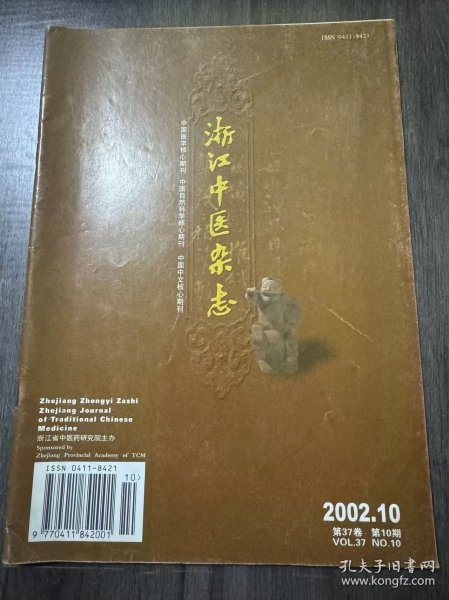 ISSN 0411-8421
浙江中医杂志
中国医学核心期刊 中国自然科学核心期刊 中国中文核心期刊
Zhejiang Zhongyi Zazhi
Zhejiang Journal
of Traditional Chinese
Medicine
浙江省中医药研究院主办
Sponsored by
Zhejiang Provincial Academy of TCM
ISSN 0411-8421
10>
9 770411 842001
2002.10
第37卷 第10期
VOL.37 NO.10
孔夫子旧书网
www.kongfz.com